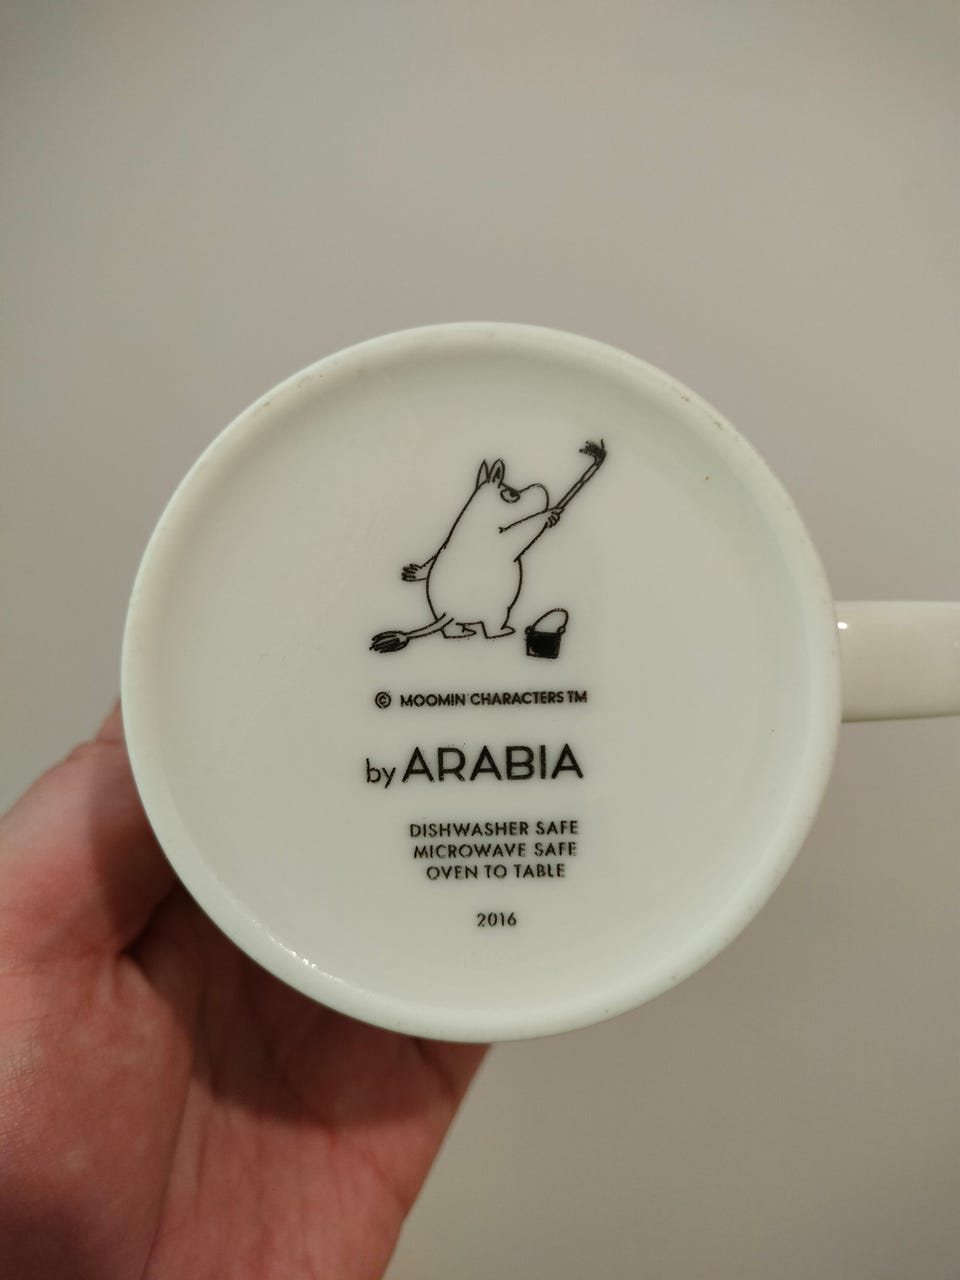 © MOOMIN CHARACTERS TM
by ARABIA
DISHWASHER SAFE
MICROWAVE SAFE
OVEN TO TABLE
2016